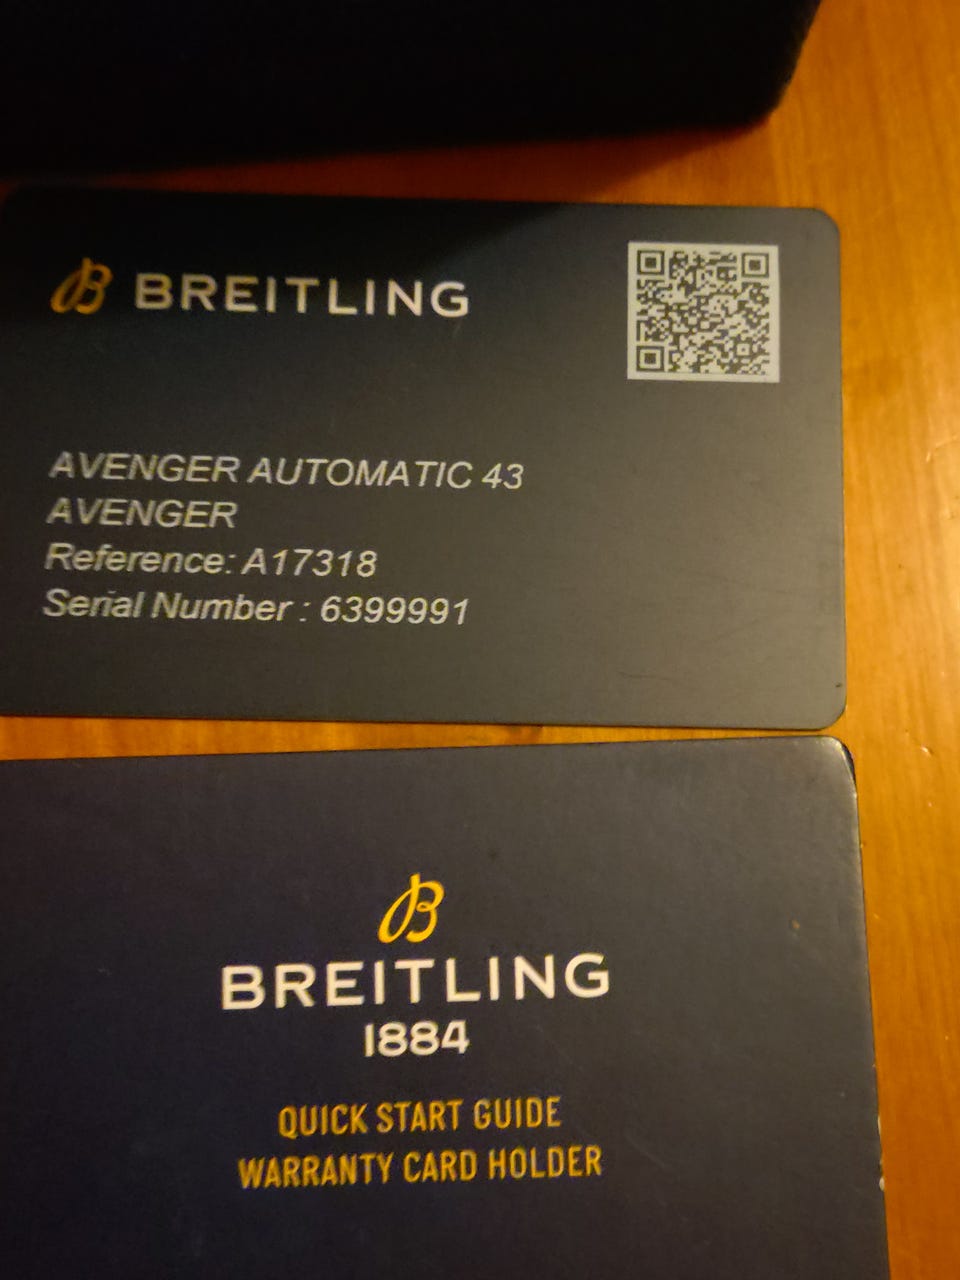 BREITLING
AVENGER AUTOMATIC 43
AVENGER
Reference: A17318
Serial Number : 6399991
BREITLING
1884
QUICK START GUIDE
WARRANTY CARD HOLDER